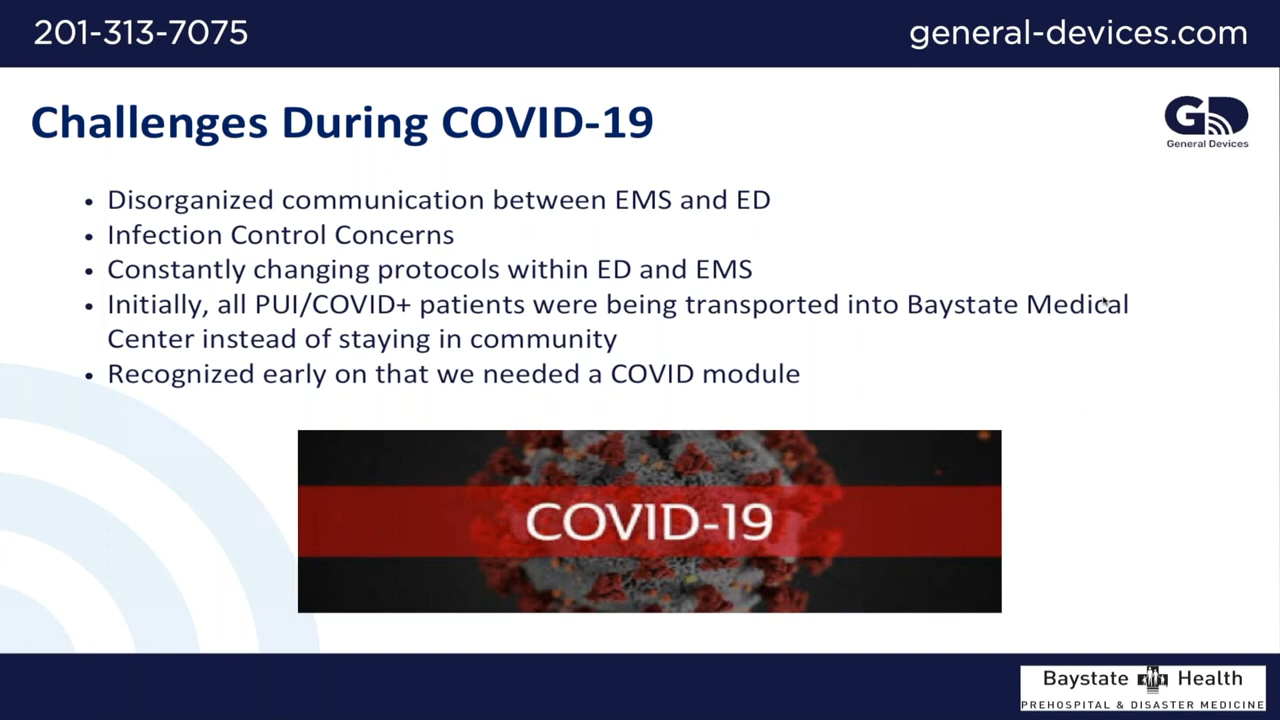 201-313-7075
general-devices.com
Challenges During COVID-19
GD
General Devices
• Disorganized communication between EMS and ED
• Infection Control Concerns
• Constantly changing protocols within ED and EMS
• Initially, all PUI/COVID+ patients were being transported into Baystate Medical
Center instead of staying in community
• Recognized early on that we needed a COVID module
COVID-19
Baystate Health
PREHOSPITAL & DISASTER MEDICINE